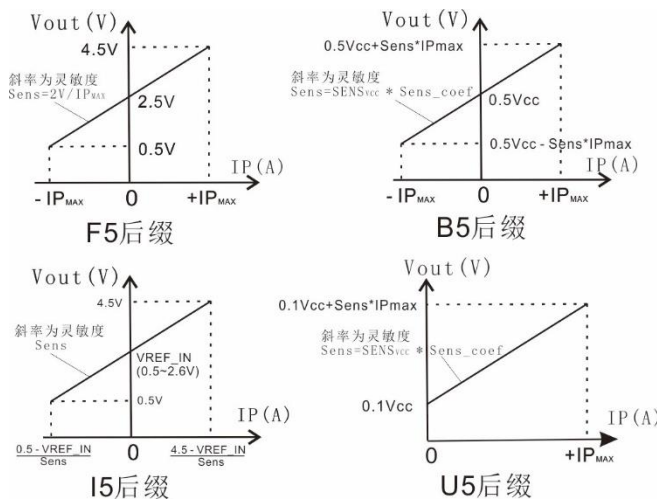 Vout(V)
4.5V
斜率为灵敏度
Sens=2V/IPMAX
2.5V
0.5V
IP(A)
-IPMAX
0
+IPMAX
F5后缀
Vout(V)
0.5Vcc+Sens*IPmax
斜率为灵敏度
Sens=SENSVCC * Sens_coef
0.5Vcc
0.5Vcc-Sens*IPmax
IP(A)
-IPMAX
0
+IPMAX
B5后缀
Vout(V)
4.5V
斜率为灵敏度
Sens
VREF_IN
(0.5~2.6V)
0.5V
IP(A)
0.5-VREF_IN
Sens
0
4.5-VREF_IN
Sens
I5后缀
Vout(V)
0.1Vcc+Sens*IPmax
斜率为灵敏度
Sens=SENSVCC * Sens_coef
0.1Vcc
IP(A)
0
+IPMAX
U5后缀